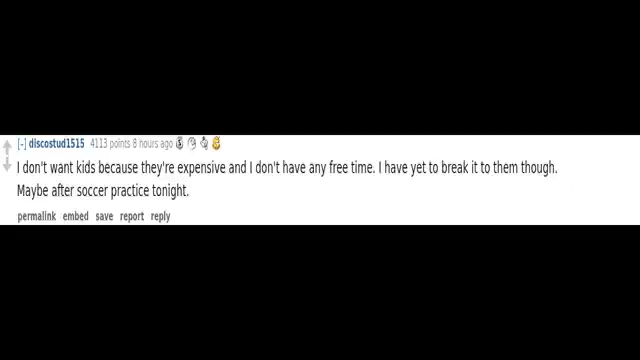 [-] discostud1515 4113 points 8 hours ago
I don't want kids because they're expensive and I don't have any free time. I have yet to break it to them though.
Maybe after soccer practice tonight.
permalink embed save report reply